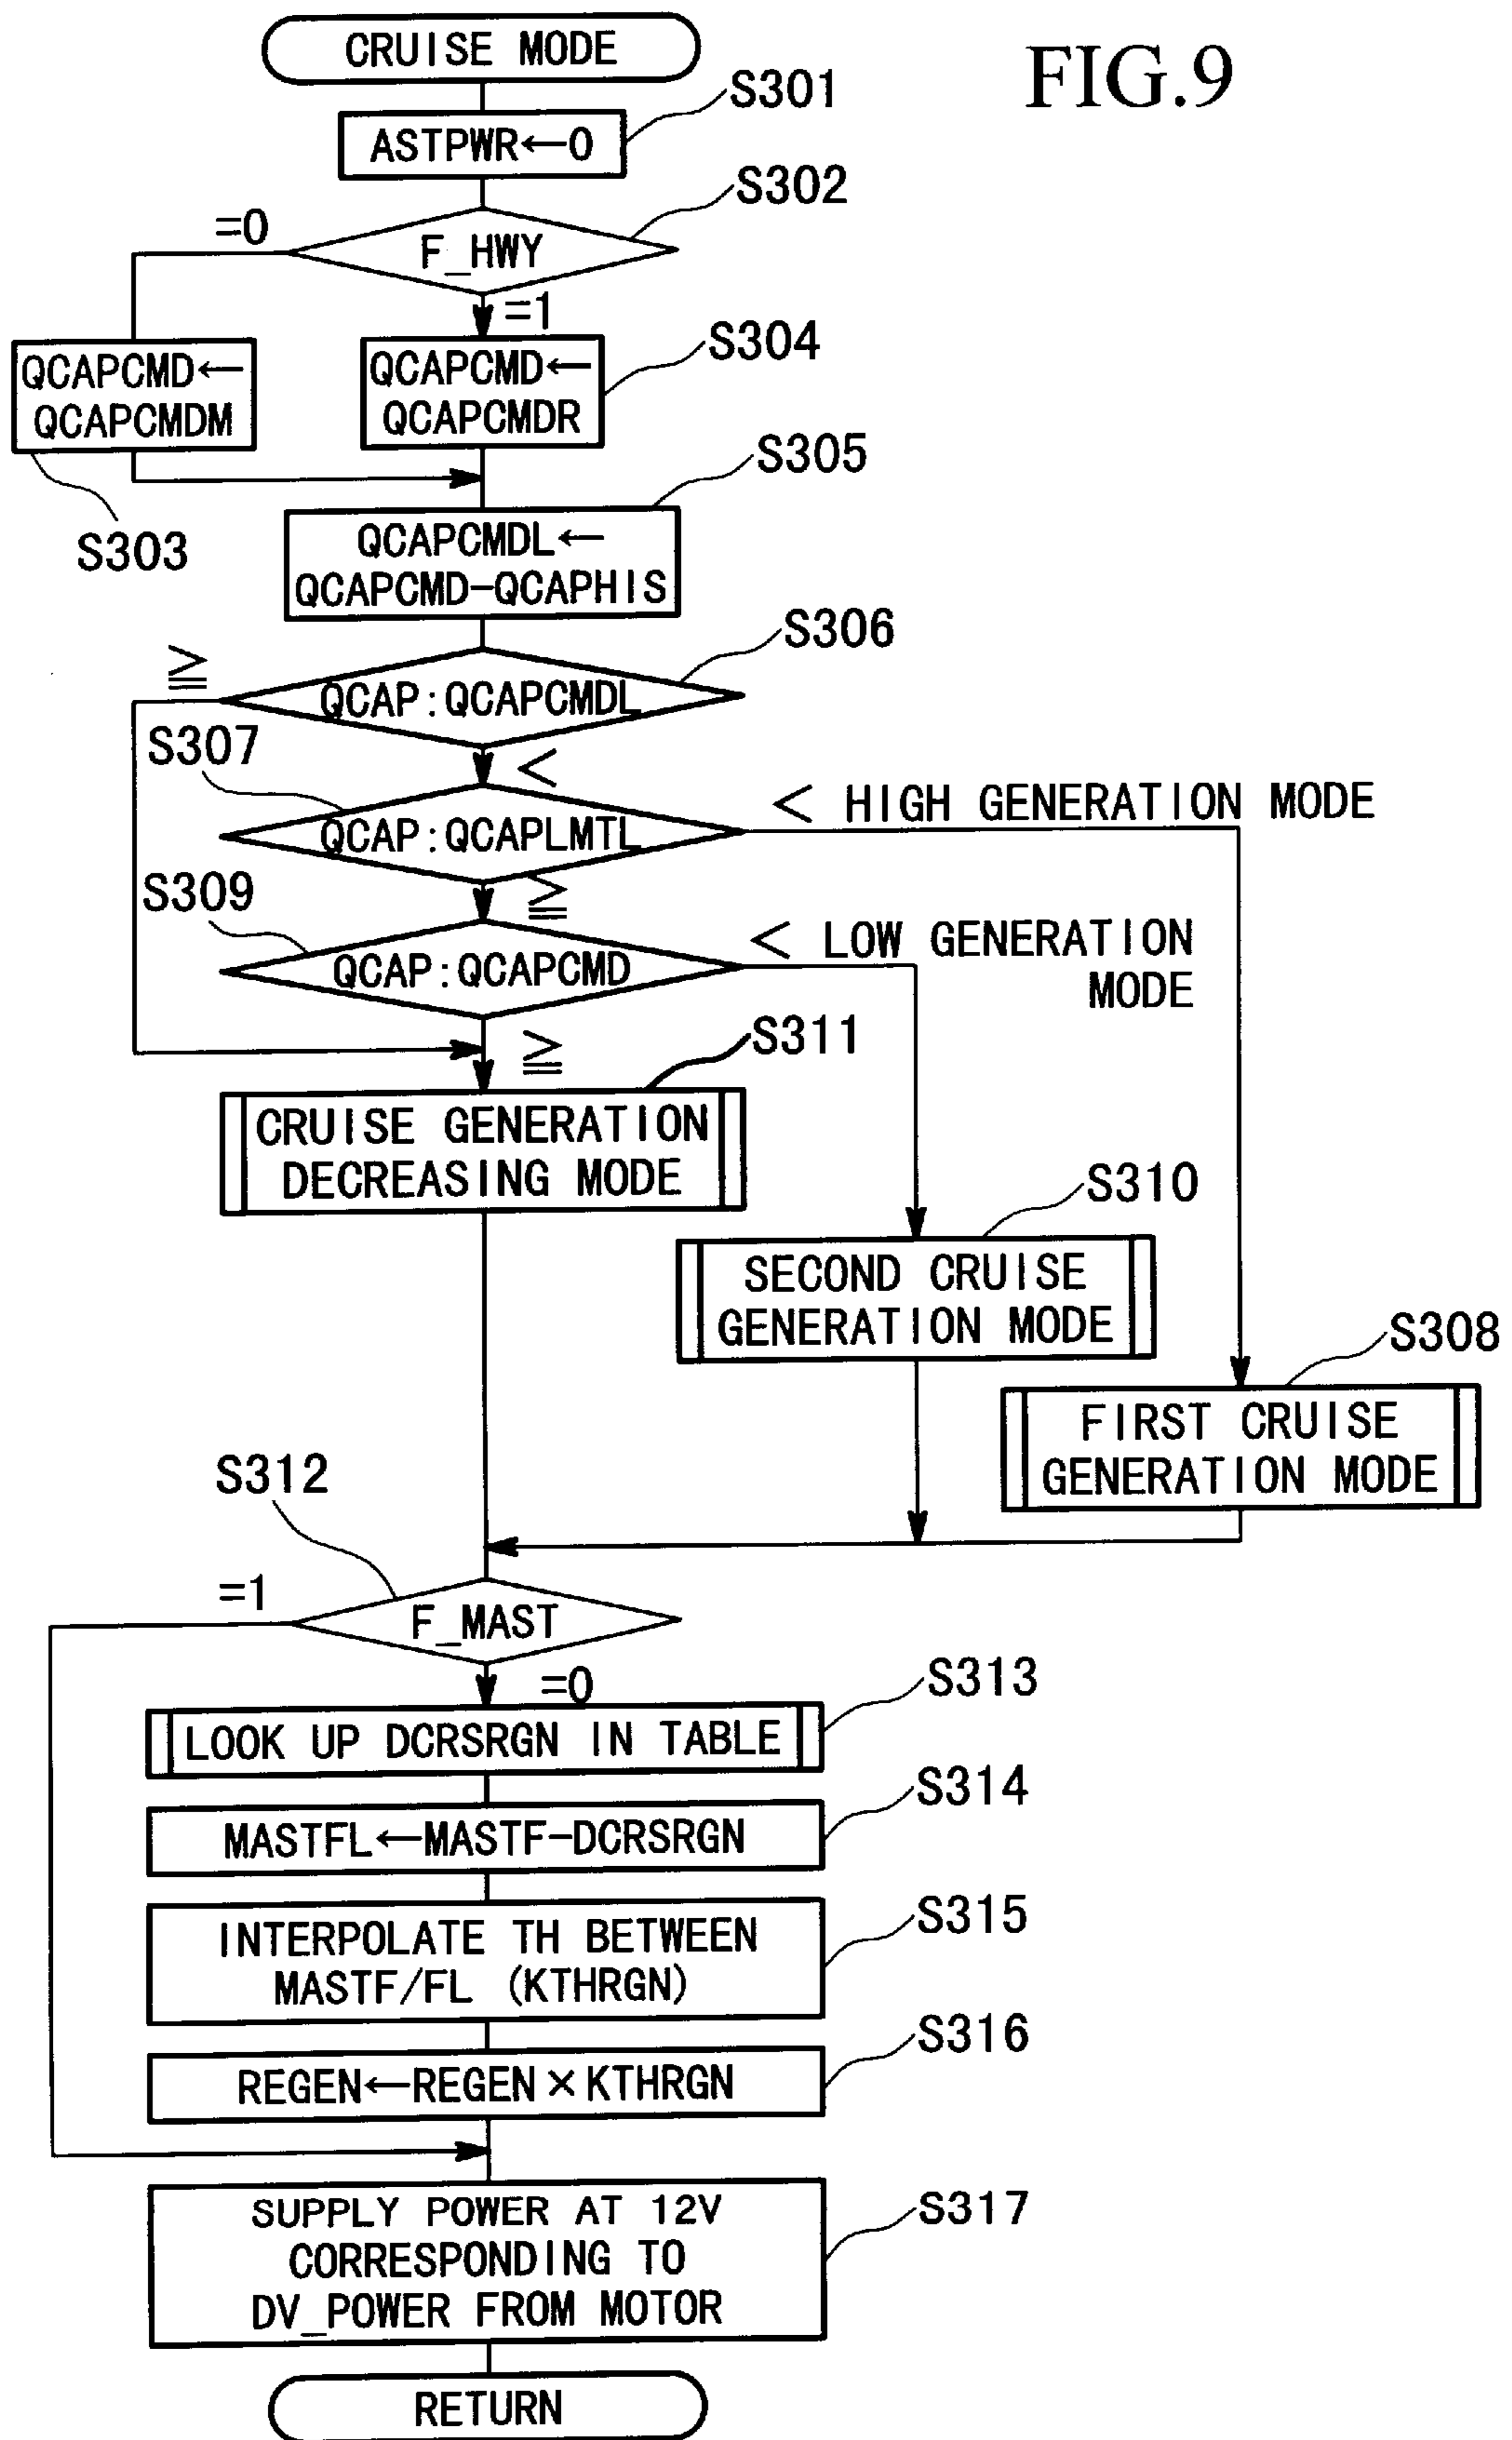 CRUISE MODE
FIG.9
S301
ASTPWR←0
S302
=0
F_HWY
=1
S304
QCAPCMD←
QCAPCMDM
QCAPCMD←
QCAPCMDR
S303
S305
QCAPCMDL←
QCAPCMD-QCAPHIS
S306
≧
QCAP:QCAPCMDL
<
S307
< HIGH GENERATION MODE
QCAP:QCAPLMTL
≧
S309
< LOW GENERATION
MODE
QCAP:QCAPCMD
≧
S311
CRUISE GENERATION
DECREASING MODE
S310
SECOND CRUISE
GENERATION MODE
S308
FIRST CRUISE
GENERATION MODE
S312
=1
F_MAST
=0
S313
LOOK UP DCRSRGN IN TABLE
S314
MASTFL←MASTF-DCRSRGN
S315
INTERPOLATE TH BETWEEN
MASTF/FL (KTHRGN)
S316
REGEN←REGEN×KTHRGN
S317
SUPPLY POWER AT 12V
CORRESPONDING TO
DV_POWER FROM MOTOR
RETURN